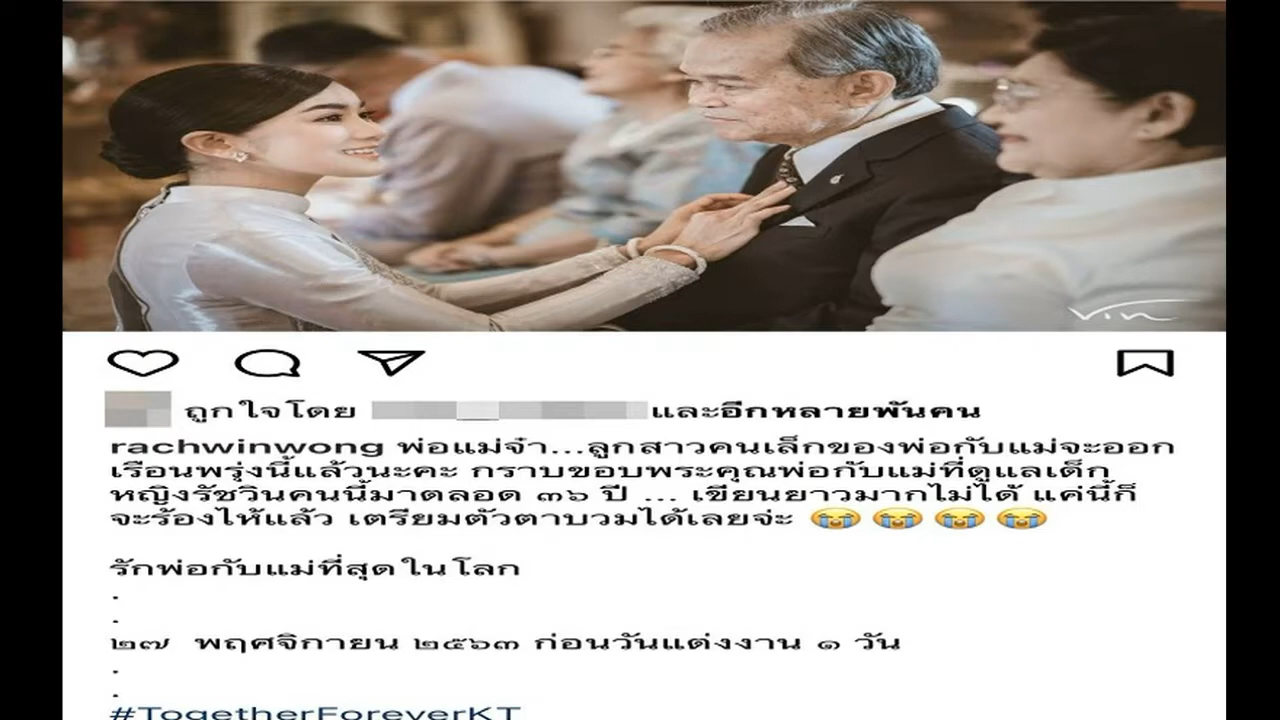 Vin
ถูกใจโดย และอีกหลายพันคน
rachwinwong พ่อแม่จ๋า...ลูกสาวคนเล็กของพ่อกับแม่จะออก
เรือนพรุ่งนี้แล้วนะคะ กราบขอบพระคุณพ่อกับแม่ที่ดูแลเด็ก
หญิงรัชวินคนนี้มาตลอด ๓๖ ปี ... เขียนยาวมากไม่ได้ แค่นี้ก็
จะร้องไห้แล้ว เตรียมตัวตาบวมได้เลยจ่ะ 😭😭😭😭
รักพ่อกับแม่ที่สุดในโลก
.
.
๒๗ พฤศจิกายน ๒๕๖๓ ก่อนวันแต่งงาน ๑ วัน
.
.
#TogetherForeverKT